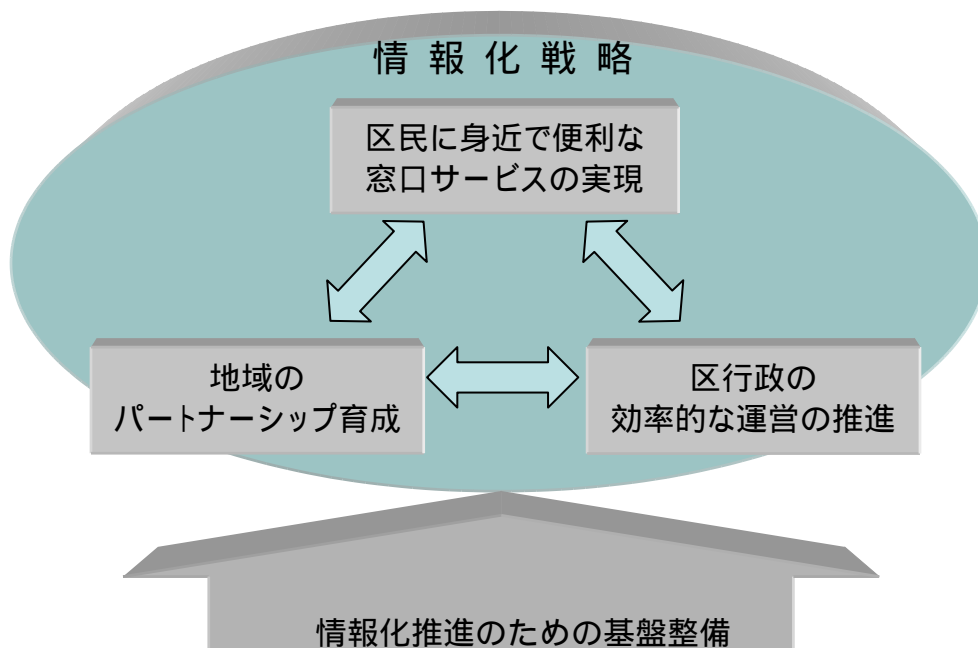 情報化戦略
区民に身近で便利な
窓口サービスの実現
地域の
パートナーシップ育成
区行政の
効率的な運営の推進
情報化推進のための基盤整備